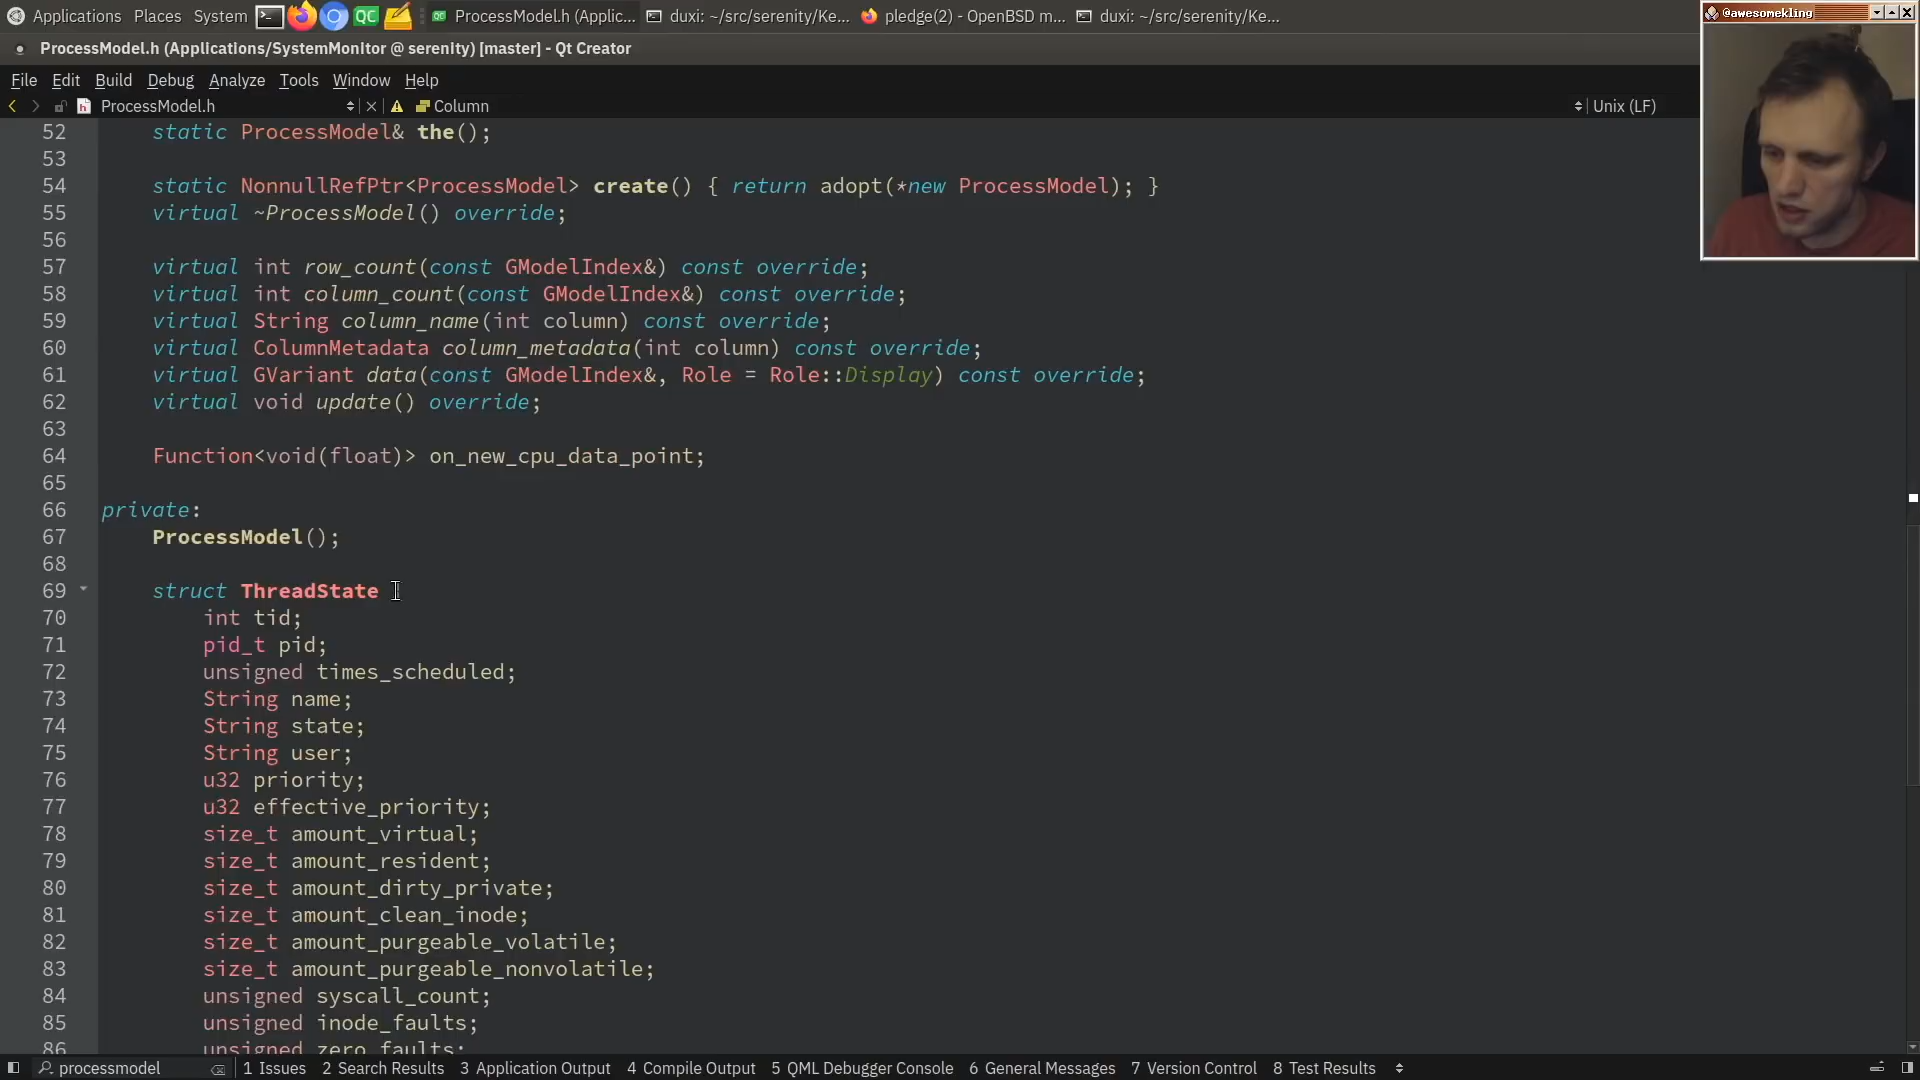 Applications Places System ProcessModel.h (Applic... duxi: ~/src/serenity/Ke... pledge(2) - OpenBSD m... duxi: ~/src/serenity/Ke...
@awesomekling
ProcessModel.h (Applications/SystemMonitor @ serenity) [master] - Qt Creator
File Edit Build Debug Analyze Tools Window Help
ProcessModel.h Column Unix (LF)
52 static ProcessModel& the();
53
54 static NonnullRefPtr<ProcessModel> create() { return adopt(*new ProcessModel); }
55 virtual ~ProcessModel() override;
56
57 virtual int row_count(const GModelIndex&) const override;
58 virtual int column_count(const GModelIndex&) const override;
59 virtual String column_name(int column) const override;
60 virtual ColumnMetadata column_metadata(int column) const override;
61 virtual GVariant data(const GModelIndex&, Role = Role::Display) const override;
62 virtual void update() override;
63
64 Function<void(float)> on_new_cpu_data_point;
65
66 private:
67 ProcessModel();
68
69 struct ThreadState
70 int tid;
71 pid_t pid;
72 unsigned times_scheduled;
73 String name;
74 String state;
75 String user;
76 u32 priority;
77 u32 effective_priority;
78 size_t amount_virtual;
79 size_t amount_resident;
80 size_t amount_dirty_private;
81 size_t amount_clean_inode;
82 size_t amount_purgeable_volatile;
83 size_t amount_purgeable_nonvolatile;
84 unsigned syscall_count;
85 unsigned inode_faults;
86 unsigned zero_faults;
processmodel 1 Issues 2 Search Results 3 Application Output 4 Compile Output 5 QML Debugger Console 6 General Messages 7 Version Control 8 Test Results